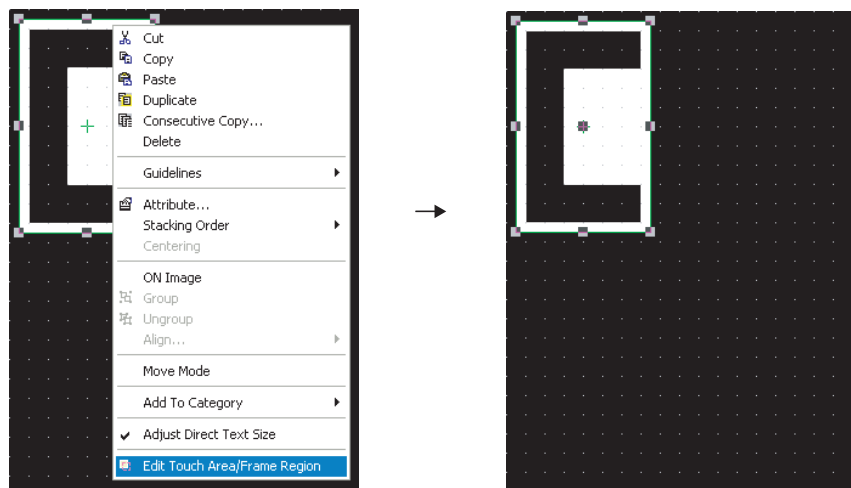 Cut
Copy
Paste
Duplicate
Consecutive Copy...
Delete
Guidelines
Attribute...
Stacking Order
Centering
ON Image
Group
Ungroup
Align...
Move Mode
Add To Category
Adjust Direct Text Size
Edit Touch Area/Frame Region